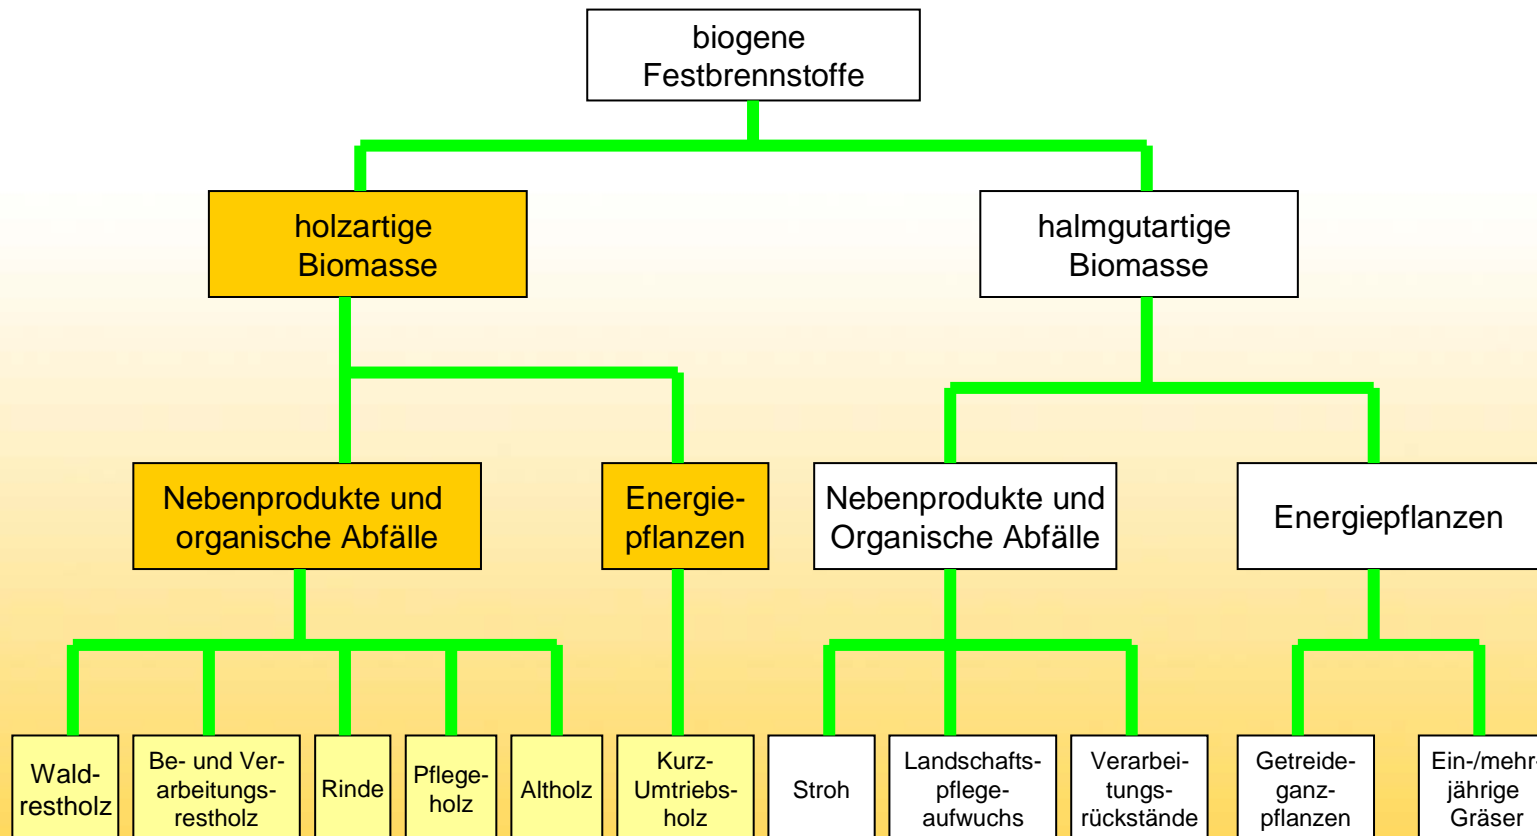 biogene
Festbrennstoffe
holzartige
Biomasse
halmgutartige
Biomasse
Nebenprodukte und
organische Abfälle
Energie-
pflanzen
Nebenprodukte und
Organische Abfälle
Energiepflanzen
Wald-
restholz
Be- und Ver-
arbeitungs-
restholz
Rinde
Pflege-
holz
Altholz
Kurz-
Umtriebs-
holz
Stroh
Landschafts-
pflege-
aufwuchs
Verarbei-
tungs-
rückstände
Getreide-
ganz-
pflanzen
Ein-/mehr-
jährige
Gräser